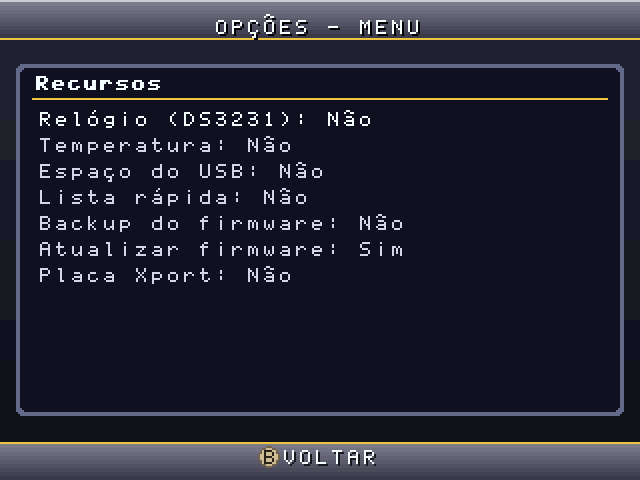 OPÇÕES - MENU
Recursos
Relógio (DS3231): Não
Temperatura: Não
Espaço do USB: Não
Lista rápida: Não
Backup do firmware: Não
Atualizar firmware: Sim
Placa Xport: Não
B VOLTAR